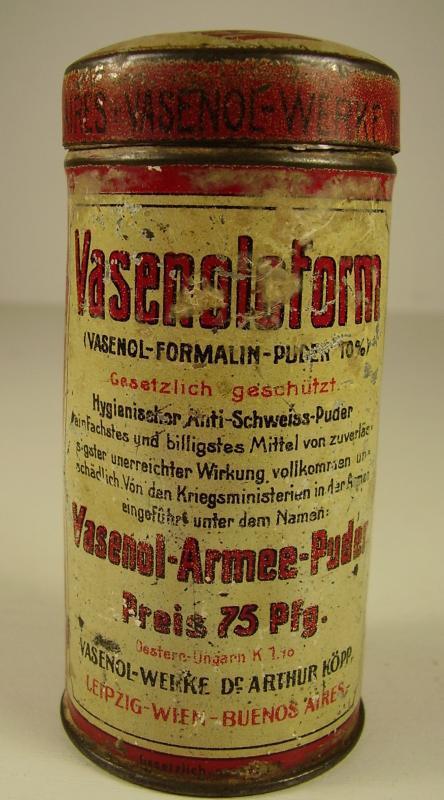 AIRES · VASENOL-WERKE
Vasenoloform
(VASENOL-FORMALIN-PUDER 10%)
Gesetzlich geschützt.
Hygienischer Anti-Schweiss-Puder
einfachstes und billigstes Mittel von zuverläs-
sigster unerreichter Wirkung, vollkommen un-
schädlich. Von den Kriegsministerien in der Armee
eingeführt unter dem Namen:
Vasenol-Armee-Puder
Preis 75 Pfg.
Oesterr-Ungarn K 1.10
VASENOL-WERKE DR ARTHUR KÖPP,
LEIPZIG-WIEN-BUENOS AIRES.
Gesetzlich